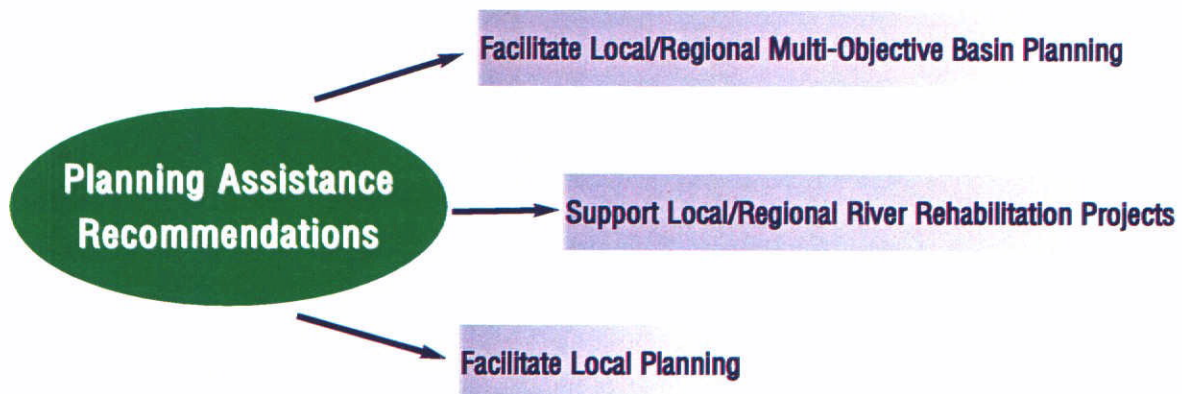 Facilitate Local/Regional Multi-Objective Basin Planning
Planning Assistance
Recommendations
Support Local/Regional River Rehabilitation Projects
Facilitate Local Planning